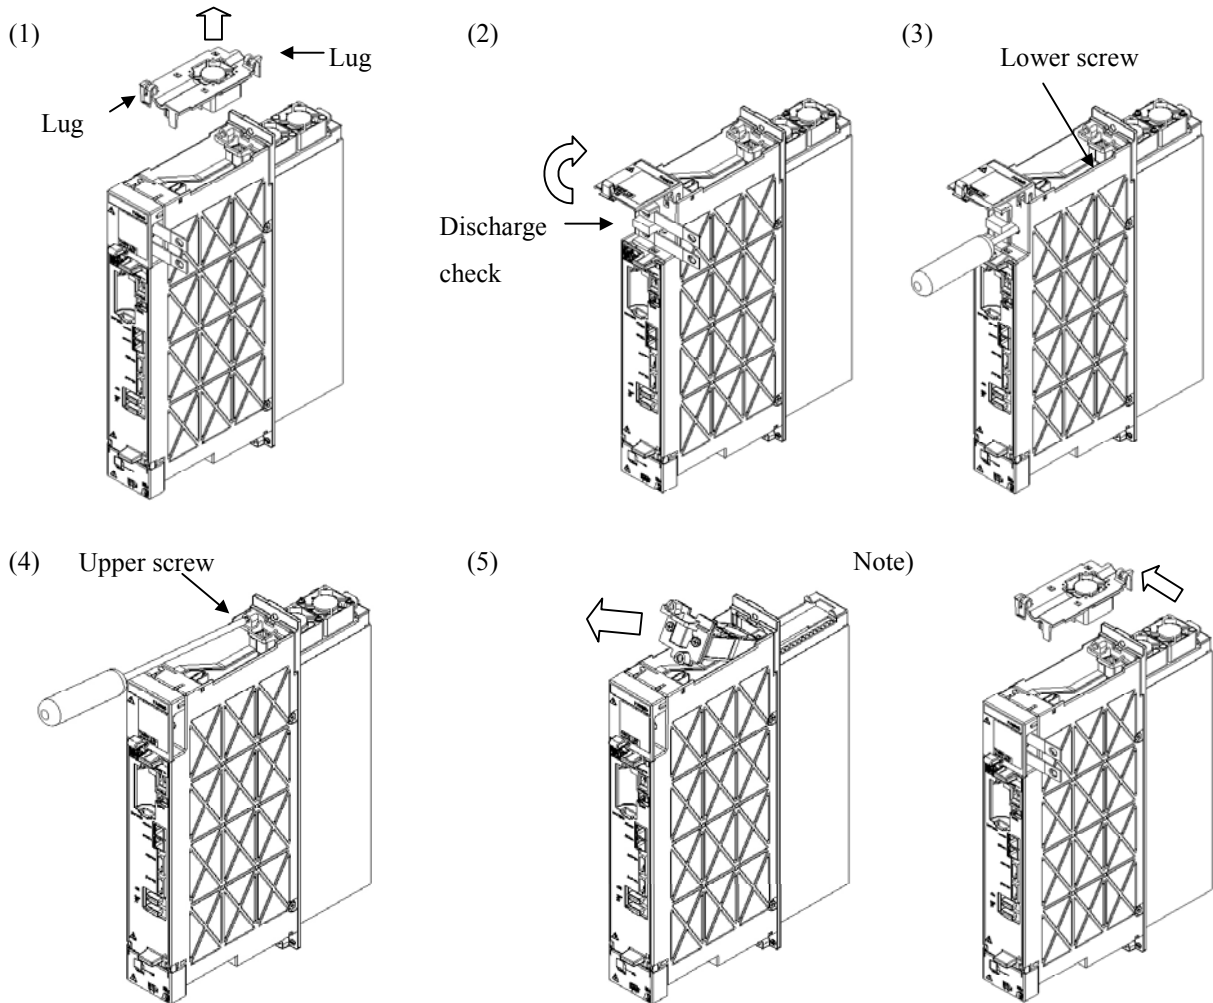 (1)
Lug
Lug
(2)
Discharge
check
(3)
Lower screw
(4)
Upper screw
(5)
Note)